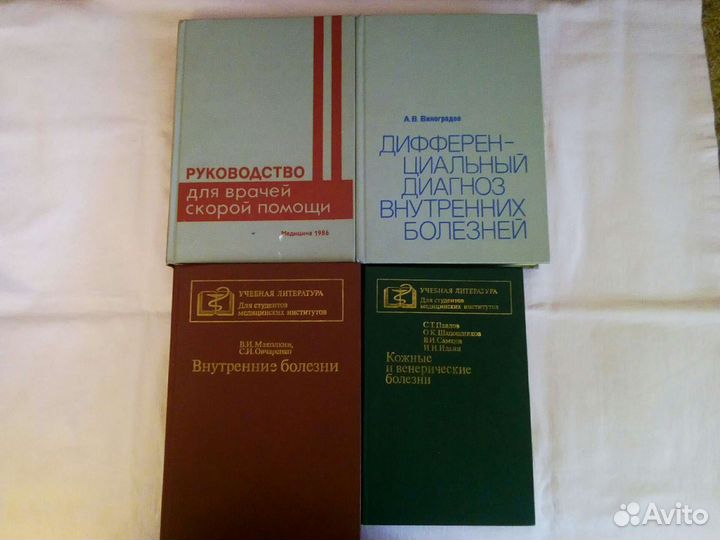 РУКОВОДСТВО
для врачей
скорой помощи
Медицина 1986
А. В. Виноградов
ДИФФЕРЕН-
ЦИАЛЬНЫЙ
ДИАГНОЗ
ВНУТРЕННИХ
БОЛЕЗНЕЙ
УЧЕБНАЯ ЛИТЕРАТУРА
Для студентов
медицинских институтов
В.И. Маколкин,
С.И. Овчаренко
Внутренние болезни
УЧЕБНАЯ ЛИТЕРАТУРА
Для студентов
медицинских институтов
С.Т. Павлов
О.К. Шапошников
В.И. Самцов
И.И. Ильин
Кожные
и венерические
болезни
Avito